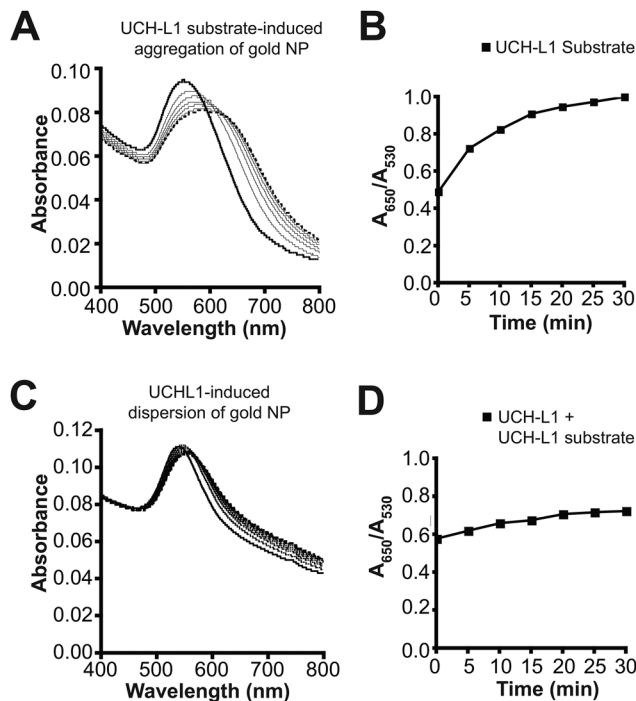 A
UCH-L1 substrate-induced
aggregation of gold NP
0.10
0.08
0.06
0.04
0.02
0.00
Absorbance
400 500 600 700 800
Wavelength (nm)
B
UCH-L1 Substrate
1.0
0.8
0.6
0.4
0.2
0.0
A650/A530
0 5 10 15 20 25 30
Time (min)
C
UCHL1-induced
dispersion of gold NP
0.12
0.10
0.08
0.06
0.04
0.02
0.00
Absorbance
400 500 600 700 800
Wavelength (nm)
D
UCH-L1 +
UCH-L1 substrate
1.0
0.8
0.6
0.4
0.2
0.0
A650/A530
0 5 10 15 20 25 30
Time (min)